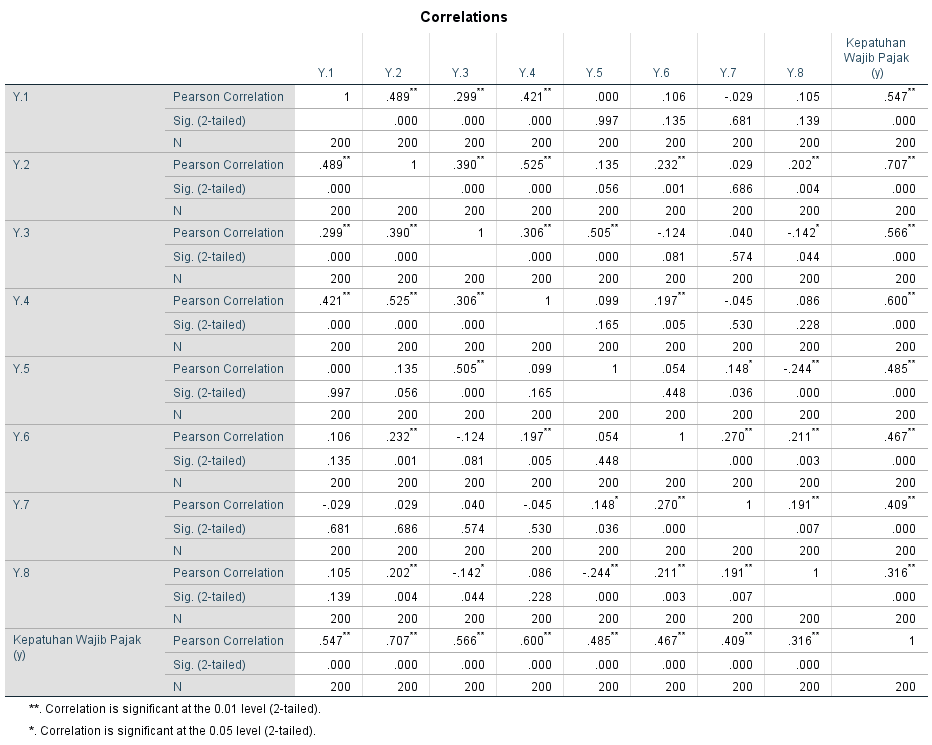 Correlations
Y.1 Y.2 Y.3 Y.4 Y.5 Y.6 Y.7 Y.8 Kepatuhan Wajib Pajak (y)
Y.1 Pearson Correlation 1 .489** .299** .421** .000 .106 -.029 .105 .547**
Sig. (2-tailed) .000 .000 .000 .997 .135 .681 .139 .000
N 200 200 200 200 200 200 200 200 200
Y.2 Pearson Correlation .489** 1 .390** .525** .135 .232** .029 .202** .707**
Sig. (2-tailed) .000 .000 .000 .056 .001 .686 .004 .000
N 200 200 200 200 200 200 200 200 200
Y.3 Pearson Correlation .299** .390** 1 .306** .505** -.124 .040 -.142* .566**
Sig. (2-tailed) .000 .000 .000 .000 .081 .574 .044 .000
N 200 200 200 200 200 200 200 200 200
Y.4 Pearson Correlation .421** .525** .306** 1 .099 .197** -.045 .086 .600**
Sig. (2-tailed) .000 .000 .000 .165 .005 .530 .228 .000
N 200 200 200 200 200 200 200 200 200
Y.5 Pearson Correlation .000 .135 .505** .099 1 .054 .148* -.244** .485**
Sig. (2-tailed) .997 .056 .000 .165 .448 .036 .000 .000
N 200 200 200 200 200 200 200 200 200
Y.6 Pearson Correlation .106 .232** -.124 .197** .054 1 .270** .211** .467**
Sig. (2-tailed) .135 .001 .081 .005 .448 .000 .003 .000
N 200 200 200 200 200 200 200 200 200
Y.7 Pearson Correlation -.029 .029 .040 -.045 .148* .270** 1 .191** .409**
Sig. (2-tailed) .681 .686 .574 .530 .036 .000 .007 .000
N 200 200 200 200 200 200 200 200 200
Y.8 Pearson Correlation .105 .202** -.142* .086 -.244** .211** .191** 1 .316**
Sig. (2-tailed) .139 .004 .044 .228 .000 .003 .007 .000
N 200 200 200 200 200 200 200 200 200
Kepatuhan Wajib Pajak (y) Pearson Correlation .547** .707** .566** .600** .485** .467** .409** .316** 1
Sig. (2-tailed) .000 .000 .000 .000 .000 .000 .000 .000
N 200 200 200 200 200 200 200 200 200
**. Correlation is significant at the 0.01 level (2-tailed).
*. Correlation is significant at the 0.05 level (2-tailed).